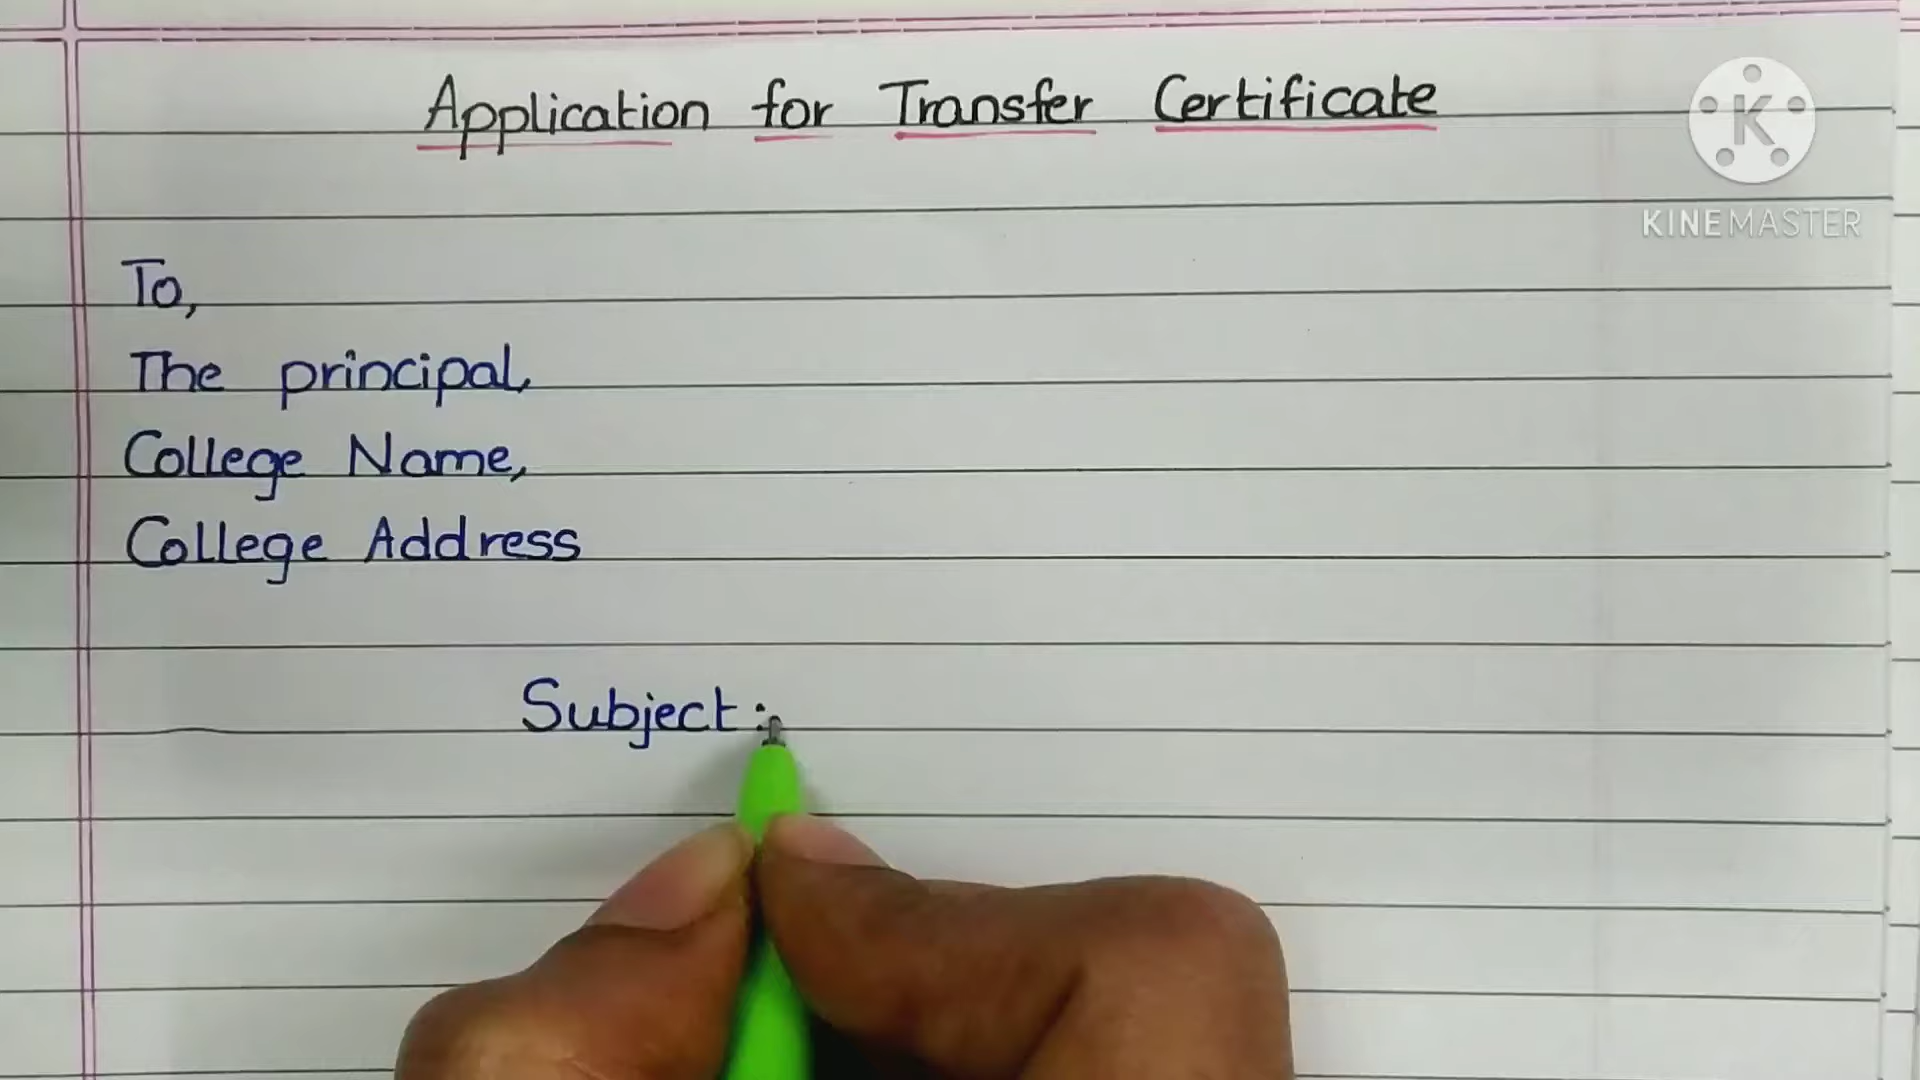 Application for Transfer Certificate
K
KINEMASTER
To,
The principal,
College Name,
College Address
Subject :